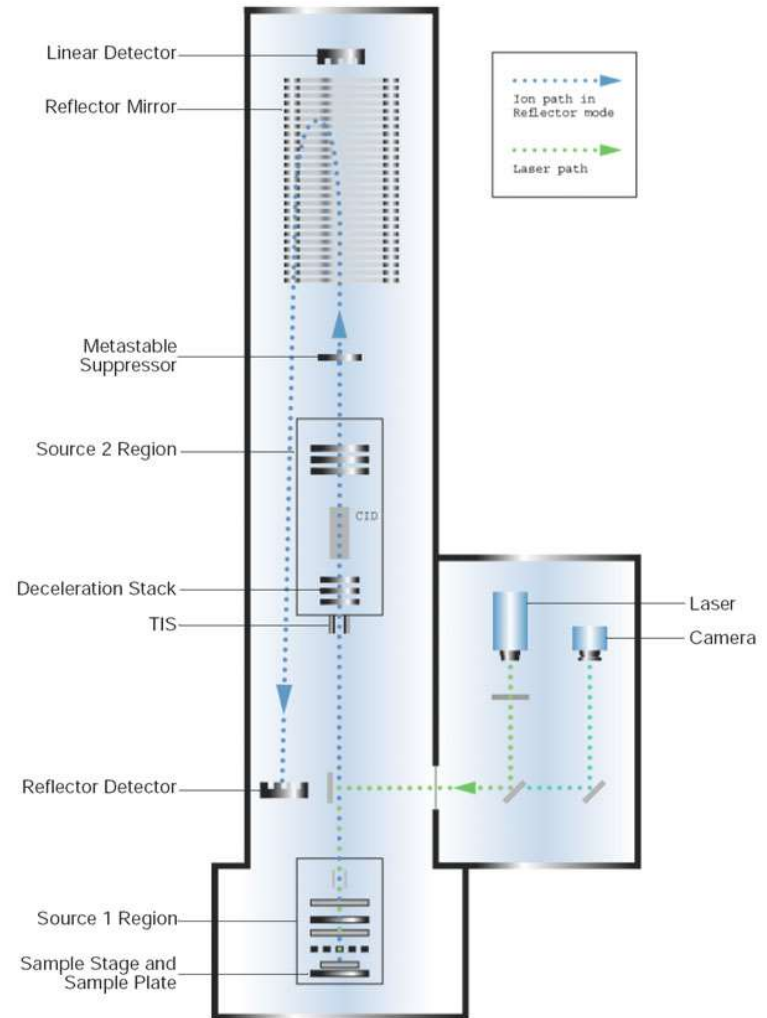 Linear Detector
Reflector Mirror
Ion path in
Reflector mode
Laser path
Metastable
Suppressor
Source 2 Region
CID
Deceleration Stack
TIS
Laser
Camera
Reflector Detector
Source 1 Region
Sample Stage and
Sample Plate